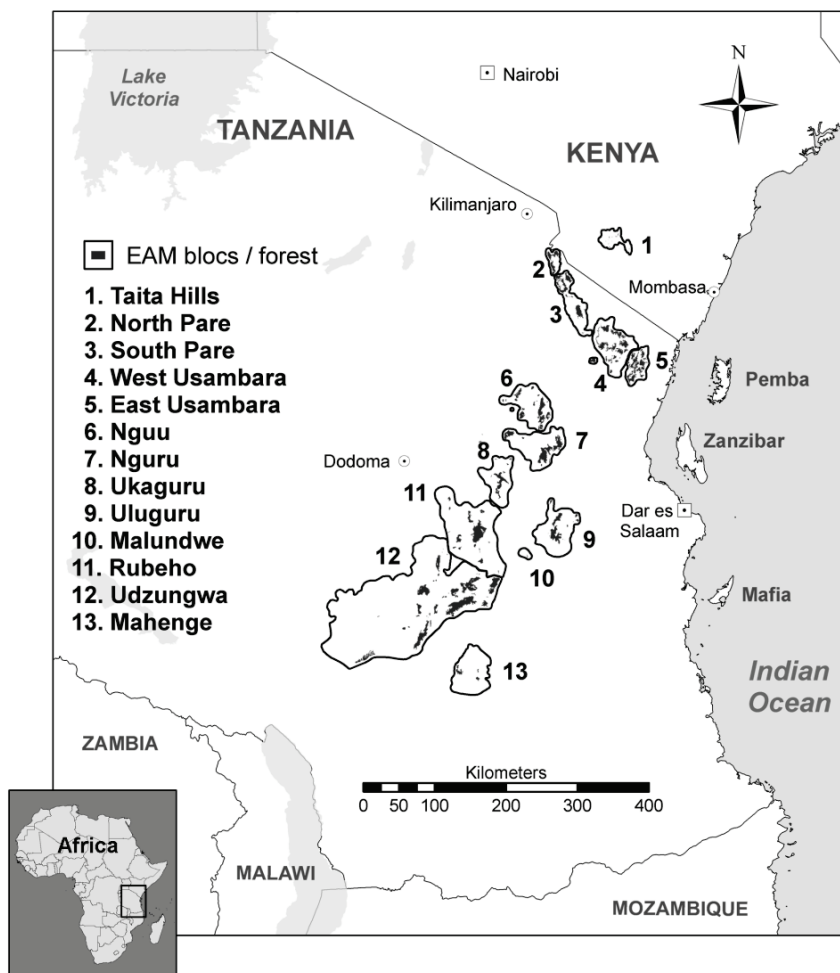 Lake
Victoria
Nairobi
N
TANZANIA
KENYA
Kilimanjaro
1
EAM blocs / forest
2
Mombasa
1. Taita Hills
2. North Pare
3. South Pare
4. West Usambara
5. East Usambara
6. Nguu
7. Nguru
8. Ukaguru
9. Uluguru
10. Malundwe
11. Rubeho
12. Udzungwa
13. Mahenge
3
4
5
Pemba
6
7
Zanzibar
Dodoma
8
11
9
Dar es
Salaam
12
10
Mafia
13
Indian
Ocean
ZAMBIA
Kilometers
0 50 100 200 300 400
Africa
MALAWI
MOZAMBIQUE